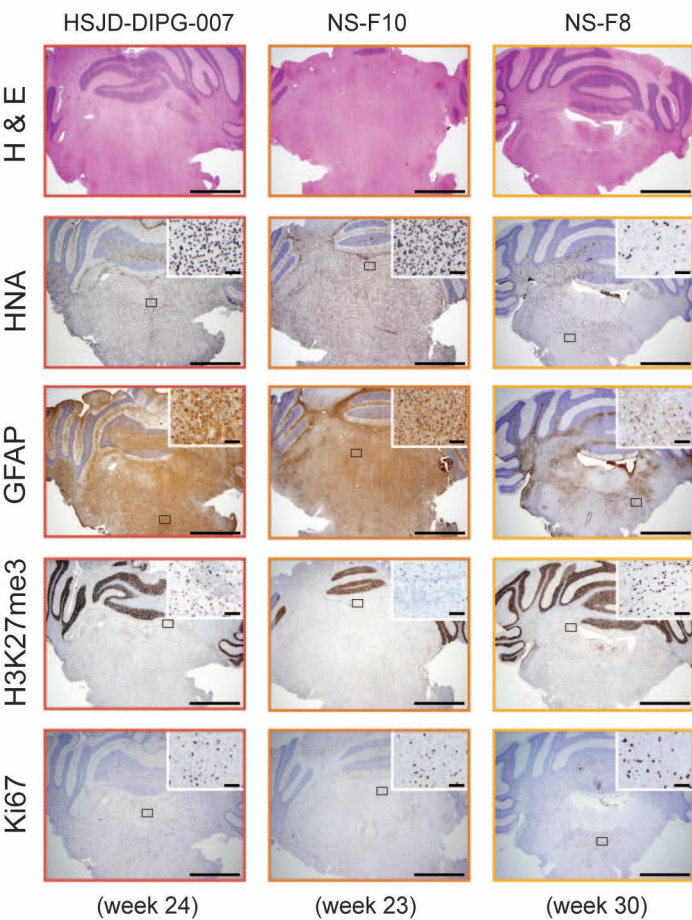 HSJD-DIPG-007 NS-F10 NS-F8
H & E
HNA
GFAP
H3K27me3
Ki67
(week 24) (week 23) (week 30)